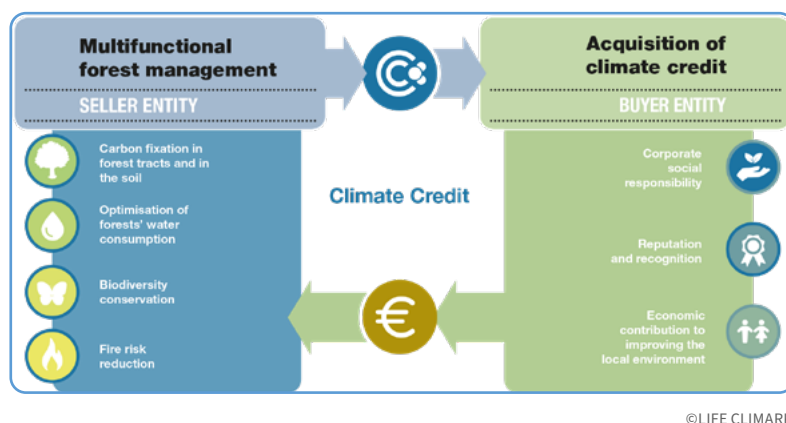 Multifunctional
forest management
SELLER ENTITY
Carbon fixation in
forest tracts and in
the soil
Optimisation of
forests' water
consumption
Biodiversity
conservation
Fire risk
reduction
Climate Credit
€
Acquisition of
climate credit
BUYER ENTITY
Corporate
social
responsibility
Reputation
and recognition
Economic
contribution to
improving the
local environment
©LIFE CLIMARK